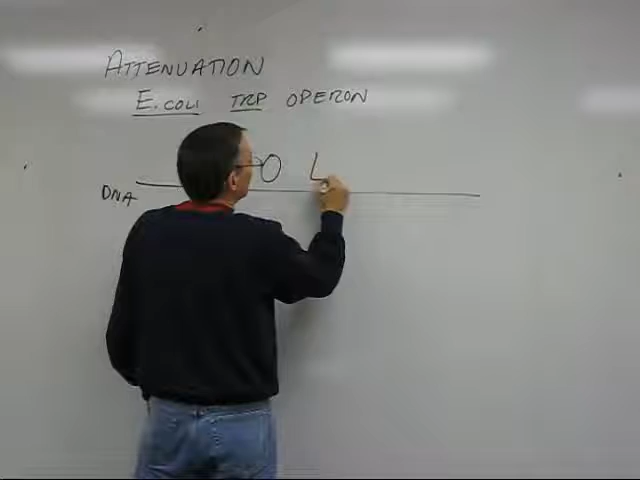 ATTENUATION
E. COLI TRP OPERON
O L
DNA